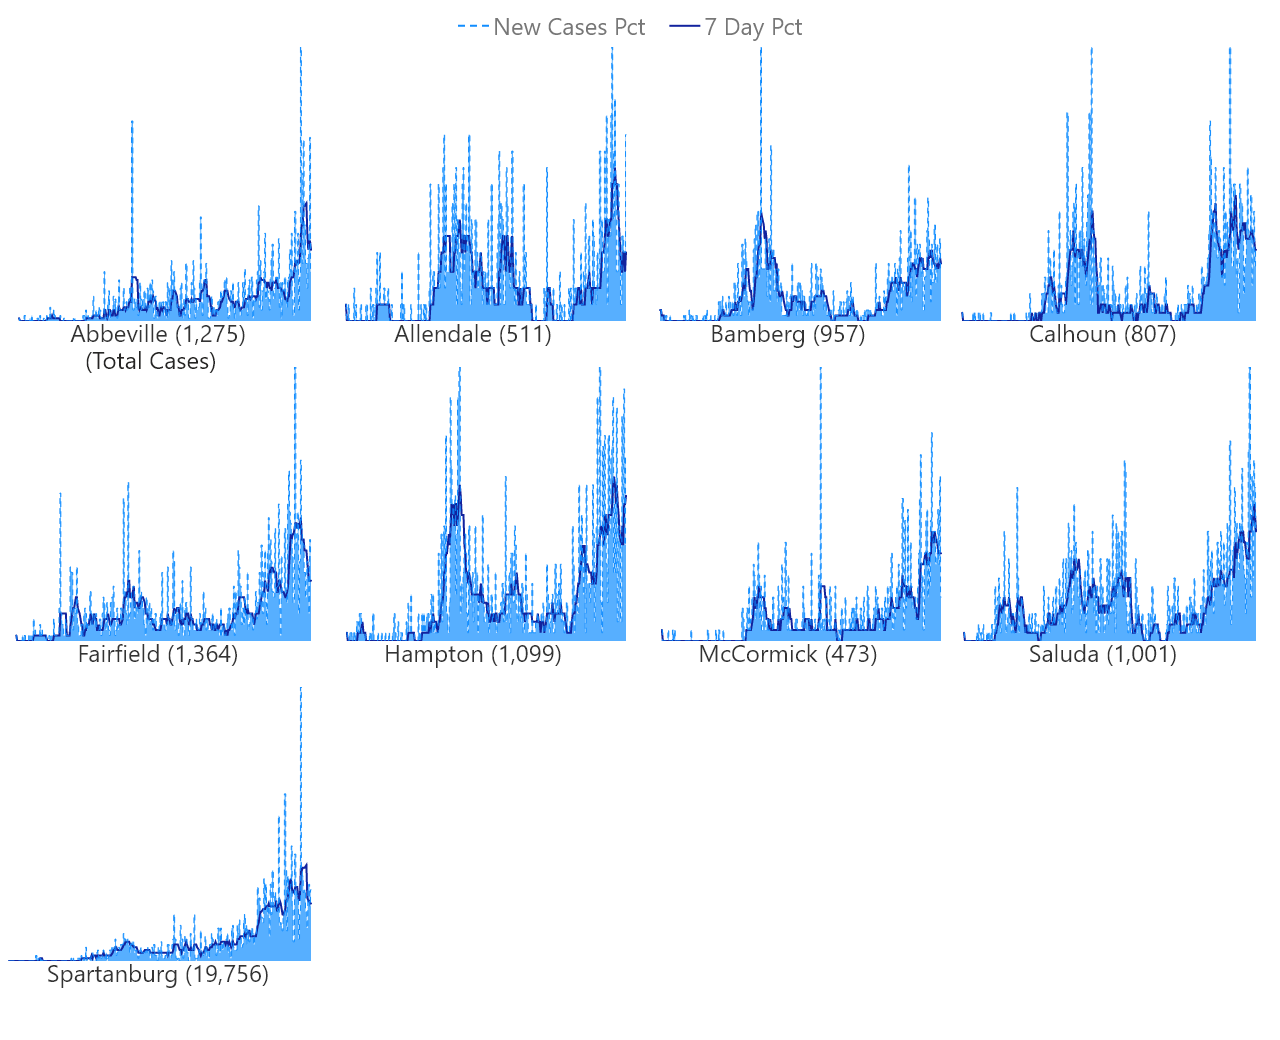 New Cases Pct 7 Day Pct
Abbeville (1,275)
(Total Cases)
Allendale (511)
Bamberg (957)
Calhoun (807)
Fairfield (1,364)
Hampton (1,099)
McCormick (473)
Saluda (1,001)
Spartanburg (19,756)